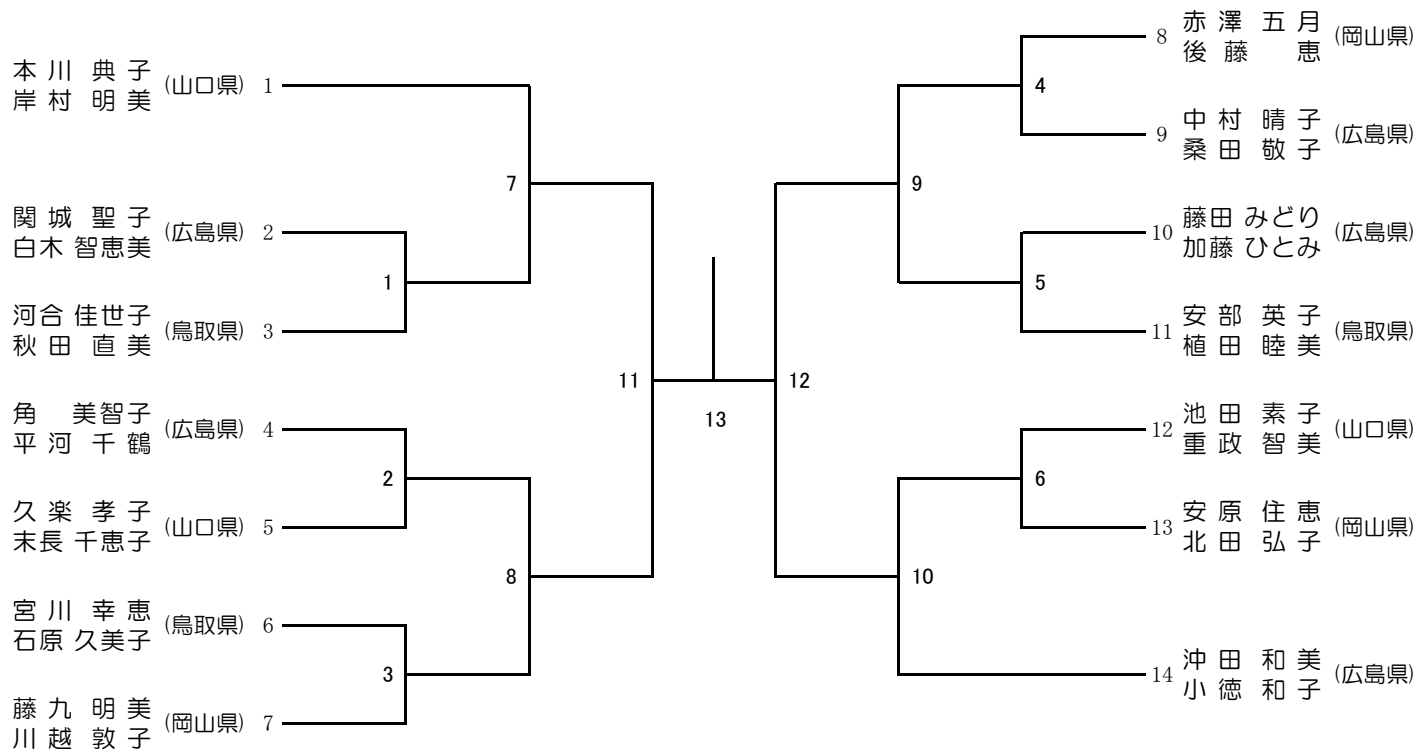 本川 典子
岸村 明美
(山口県) 1
関城 聖子
白木 智恵美
(広島県) 2
1
河合 佳世子
秋田 直美
(鳥取県) 3
7
角 美智子
平河 千鶴
(広島県) 4
2
久楽 孝子
末長 千恵子
(山口県) 5
8
宮川 幸恵
石原 久美子
(鳥取県) 6
3
藤九 明美
川越 敦子
(岡山県) 7
11
13
12
8 赤澤 五月
後藤 恵
(岡山県)
4
9 中村 晴子
桑田 敬子
(広島県)
9
10 藤田 みどり
加藤 ひとみ
(広島県)
5
11 安部 英子
植田 睦美
(鳥取県)
12 池田 素子
重政 智美
(山口県)
6
13 安原 住恵
北田 弘子
(岡山県)
10
14 沖田 和美
小徳 和子
(広島県)